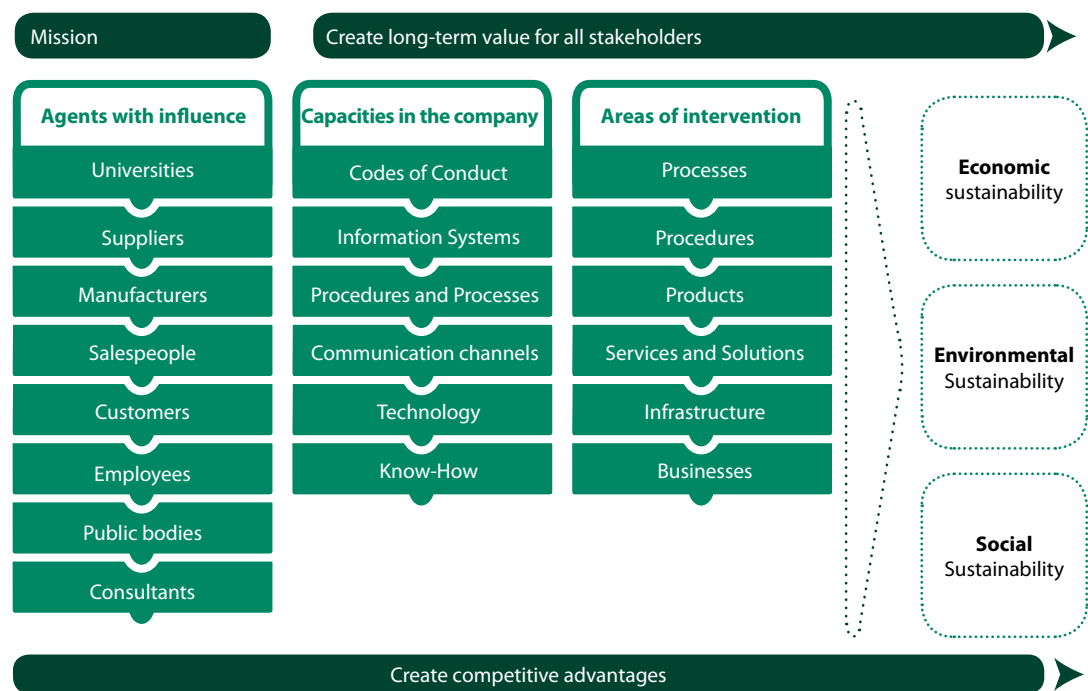 Mission
Create long-term value for all stakeholders
Agents with influence
Universities
Suppliers
Manufacturers
Salespeople
Customers
Employees
Public bodies
Consultants
Capacities in the company
Codes of Conduct
Information Systems
Procedures and Processes
Communication channels
Technology
Know-How
Areas of intervention
Processes
Procedures
Products
Services and Solutions
Infrastructure
Businesses
Economic
sustainability
Environmental
Sustainability
Social
Sustainability
Create competitive advantages